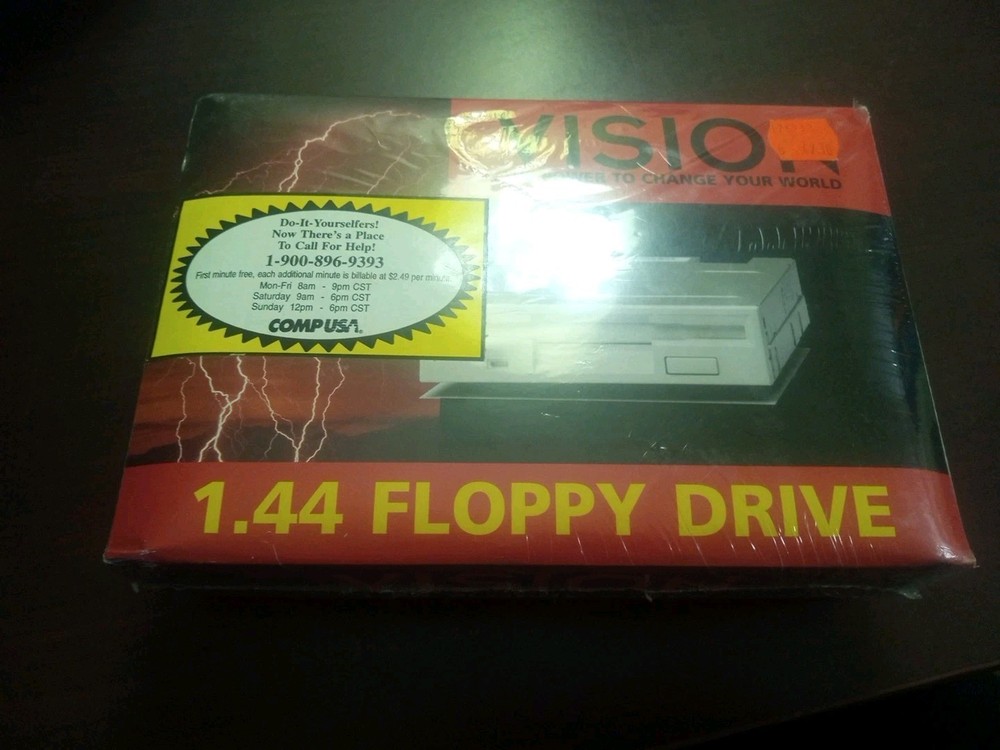 VISION
POWER TO CHANGE YOUR WORLD
Do-It-Yourselfers!
Now There's a Place
To Call For Help!
1-900-896-9393
First minute free, each additional minute is billable at $2.49 per minute
Mon-Fri 8am - 9pm CST
Saturday 9am - 6pm CST
Sunday 12pm - 6pm CST
COMPUSA®
1.44 FLOPPY DRIVE